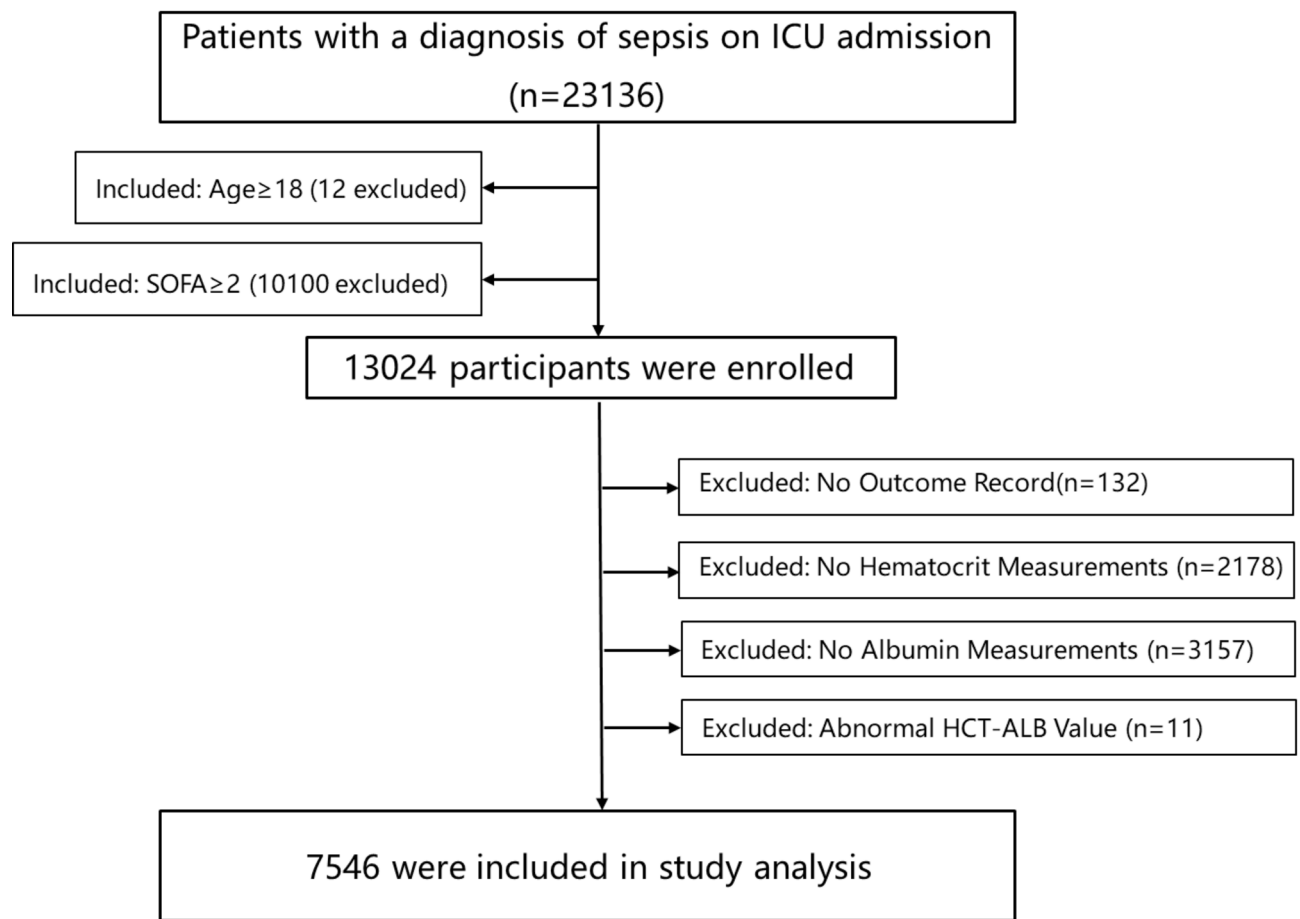 Patients with a diagnosis of sepsis on ICU admission
(n=23136)
Included: Age≥18 (12 excluded)
Included: SOFA≥2 (10100 excluded)
13024 participants were enrolled
Excluded: No Outcome Record(n=132)
Excluded: No Hematocrit Measurements (n=2178)
Excluded: No Albumin Measurements (n=3157)
Excluded: Abnormal HCT-ALB Value (n=11)
7546 were included in study analysis